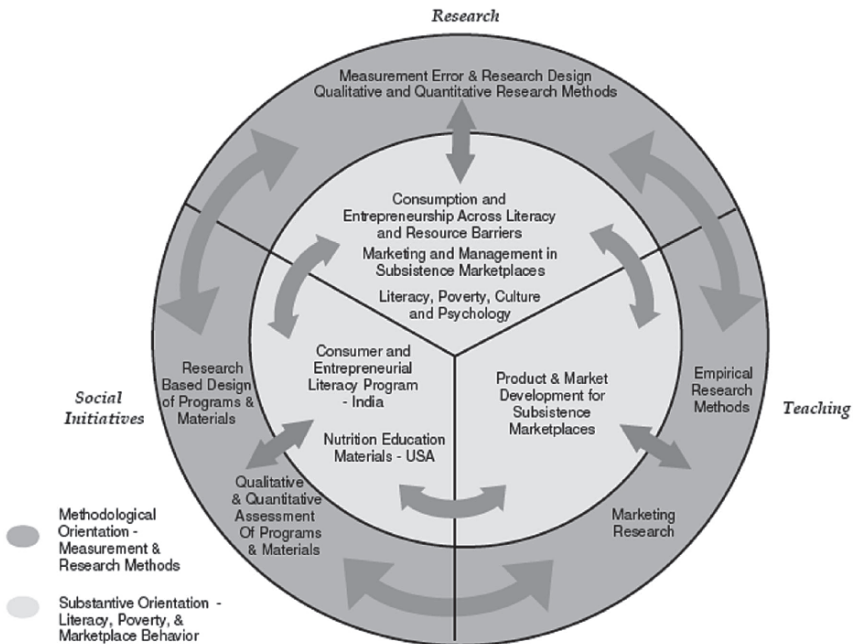 Research
Measurement Error & Research Design
Qualitative and Quantitative Research Methods
Consumption and
Entrepreneurship Across Literacy
and Resource Barriers
Marketing and Management in
Subsistence Marketplaces
Literacy, Poverty, Culture
and Psychology
Social
Initiatives
Research
Based Design
of Programs &
Materials
Consumer and
Entrepreneurial
Literacy Program
- India
Nutrition Education
Materials - USA
Qualitative
& Quantitative
Assessment
Of Programs
& Materials
Product & Market
Development for
Subsistence
Marketplaces
Empirical
Research
Methods
Marketing
Research
Teaching
Methodological
Orientation -
Measurement &
Research Methods
Substantive Orientation -
Literacy, Poverty, &
Marketplace Behavior